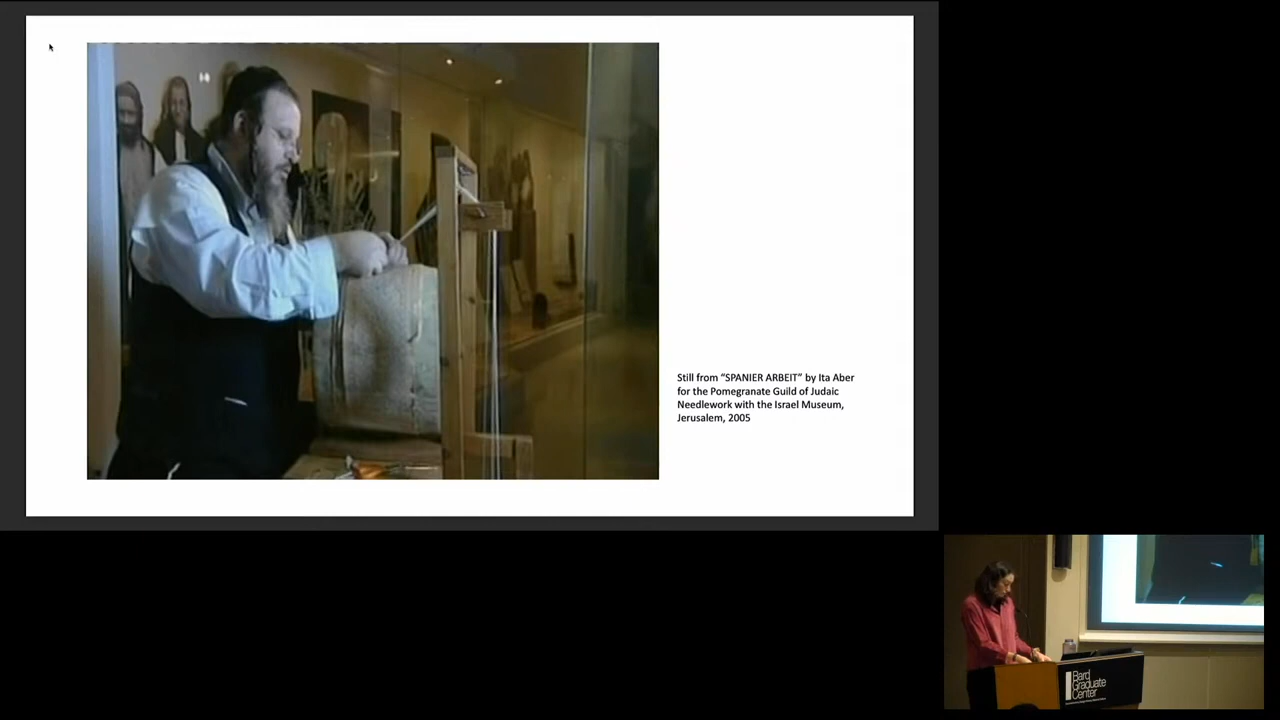 Still from “SPANIER ARBEIT” by Ita Aber
for the Pomegranate Guild of Judaic
Needlework with the Israel Museum,
Jerusalem, 2005
Bard
Graduate
Center